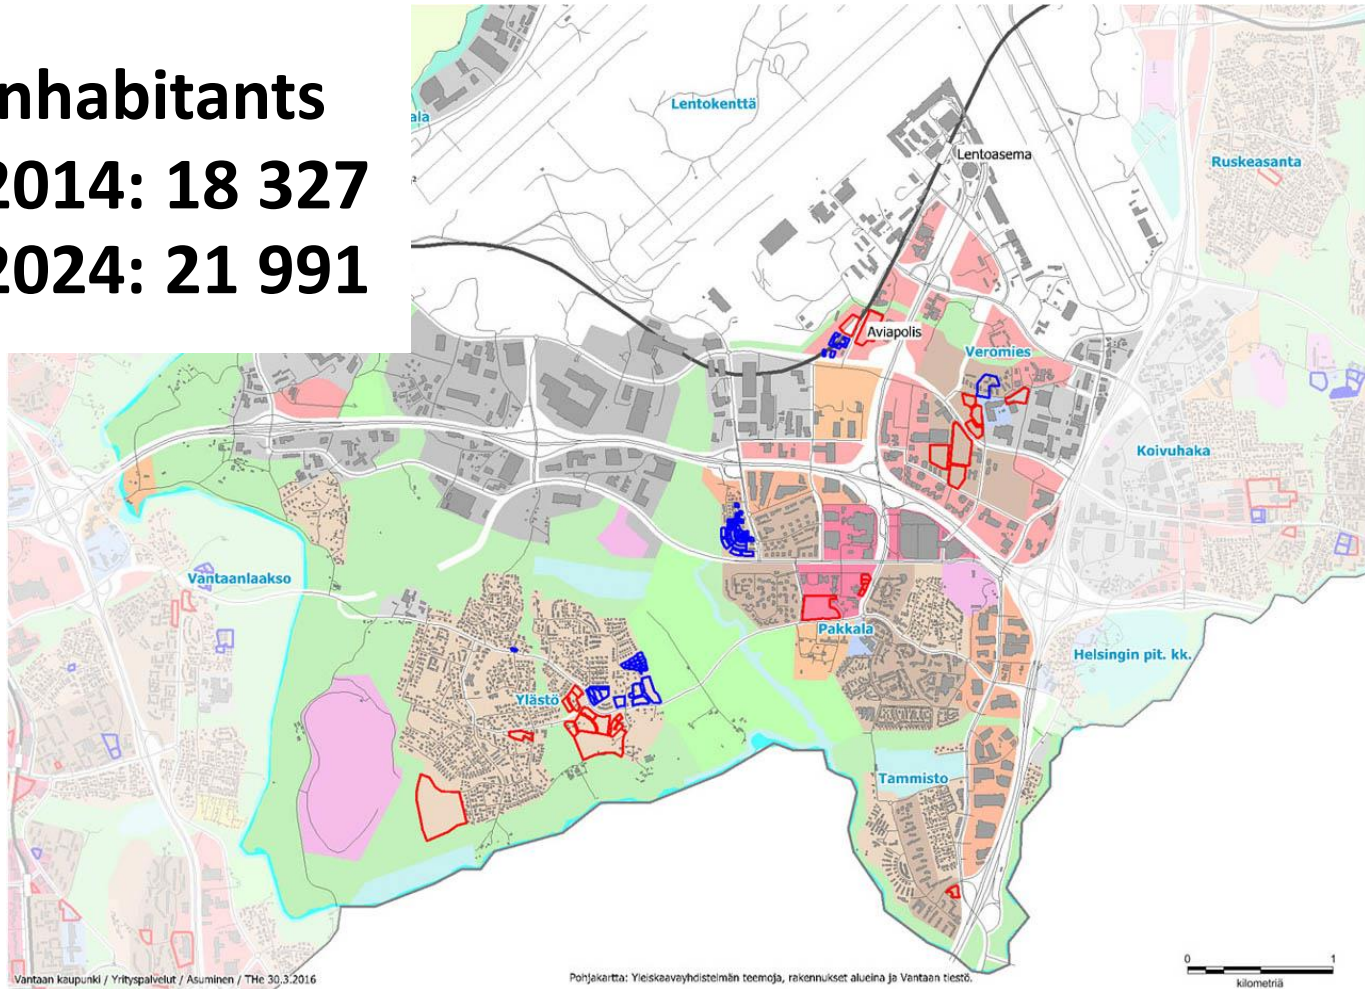 nhabitants
2014: 18 327
2024: 21 991
ala
Lentokenttä
Lentoasema
Ruskeasanta
Aviapolis
Veromies
Koivuhaka
Vantaanlaakso
Pakkala
Helsingin pit. kk.
Ylästö
Tammisto
0 1
kilometriä
Vantaan kaupunki / Yrityspalvelut / Asuminen / THe 30.3.2016
Pohjakartta: Yleiskaavayhdistelmän teemoja, rakennukset alueina ja Vantaan tiestö.